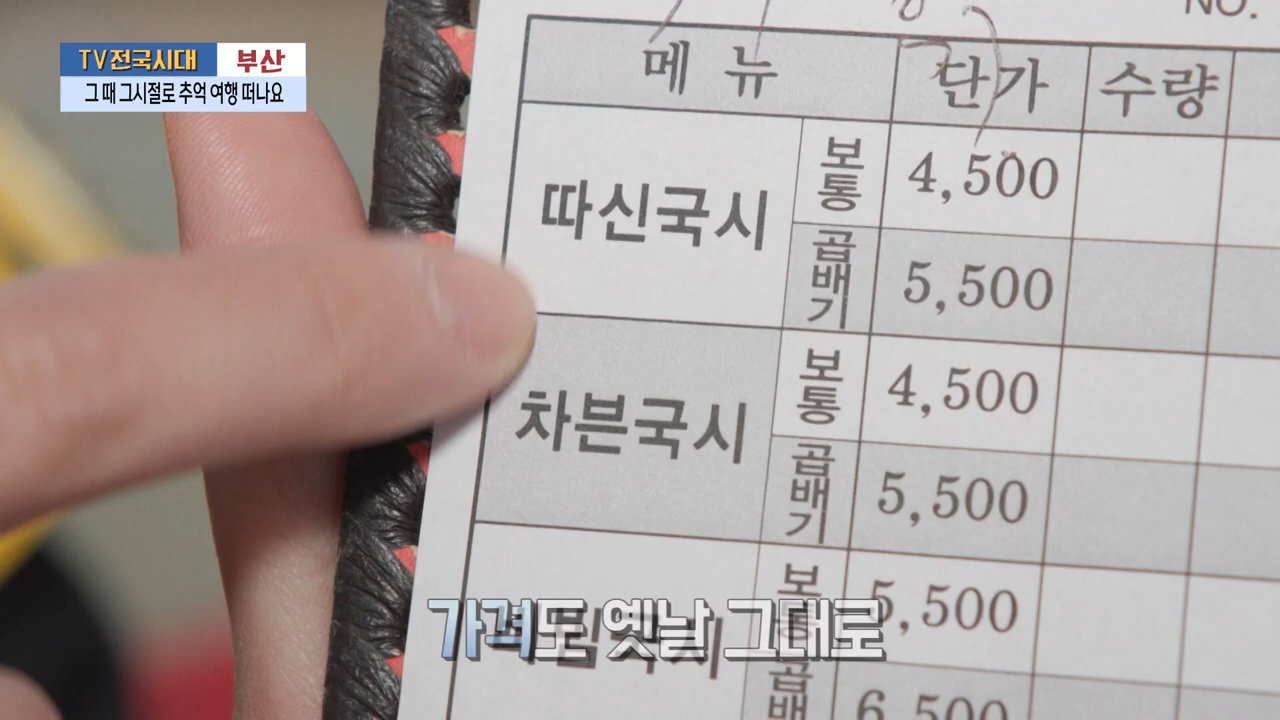 TV전국시대 부산
그 때 그시절로 추억 여행 떠나요
NO.
메뉴 단가 수량
따신국시 보통 4,500
곱배기 5,500
차븐국시 보통 4,500
곱배기 5,500
보통 5,500
곱배 6,500
가격도 옛날 그대로